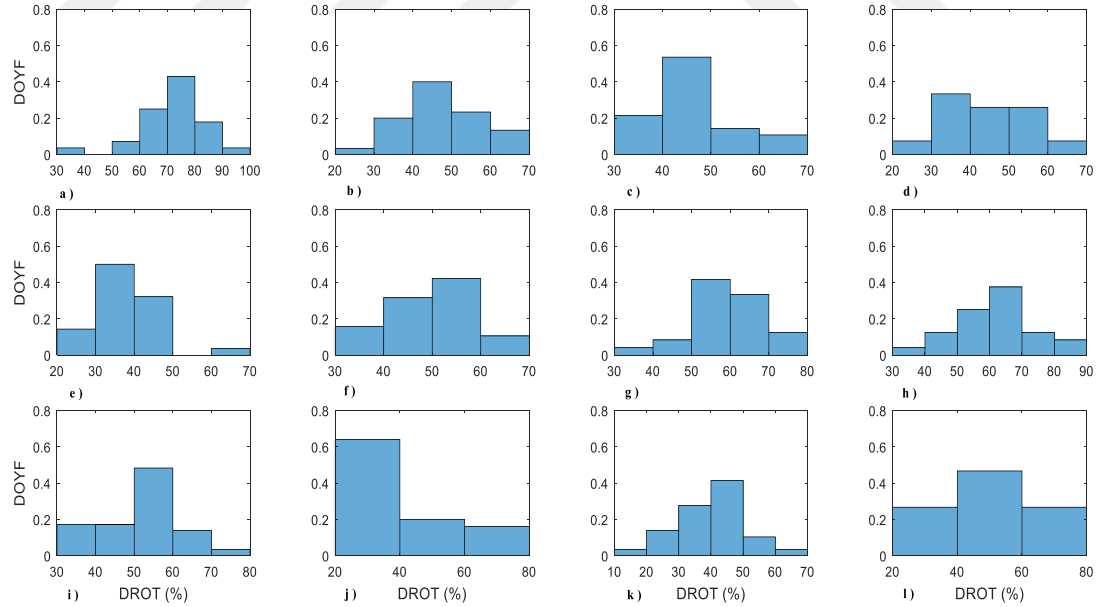 0.8 0.8 0.8 0.8
0.6 0.6 0.6 0.6
DOYF
0.4 0.4 0.4 0.4
0.2 0.2 0.2 0.2
0 0 0 0
30 40 50 60 70 80 90 100 20 30 40 50 60 70 30 40 50 60 70 20 30 40 50 60 70
a ) b ) c ) d )
0.8 0.8 0.8 0.8
0.6 0.6 0.6 0.6
DOYF
0.4 0.4 0.4 0.4
0.2 0.2 0.2 0.2
0 0 0 0
20 30 40 50 60 70 30 40 50 60 70 30 40 50 60 70 80 30 40 50 60 70 80 90
e ) f ) g ) h )
0.8 0.8 0.8 0.8
0.6 0.6 0.6 0.6
DOYF
0.4 0.4 0.4 0.4
0.2 0.2 0.2 0.2
0 0 0 0
30 40 50 60 70 80 20 40 60 80 10 20 30 40 50 60 70 20 40 60 80
i ) DROT (%) j ) DROT (%) k ) DROT (%) l ) DROT (%)